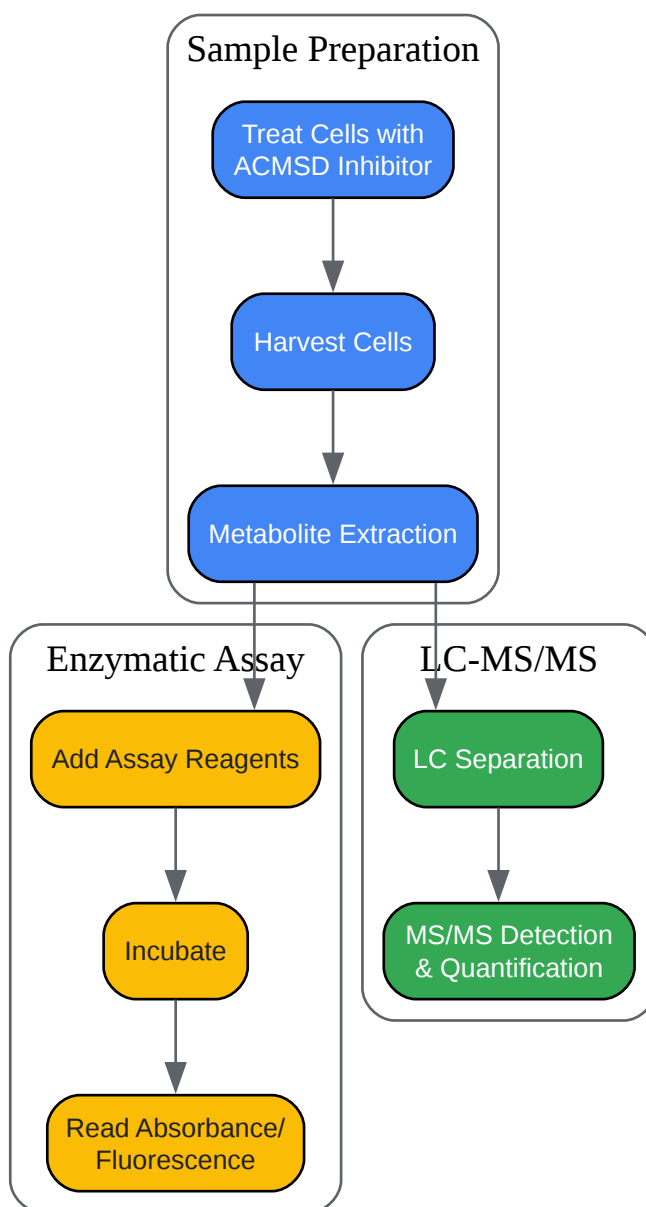 Sample Preparation
Treat Cells with
ACMSD Inhibitor
Harvest Cells
Metabolite Extraction
Enzymatic Assay
Add Assay Reagents
Incubate
Read Absorbance/
Fluorescence
LC-MS/MS
LC Separation
MS/MS Detection
& Quantification